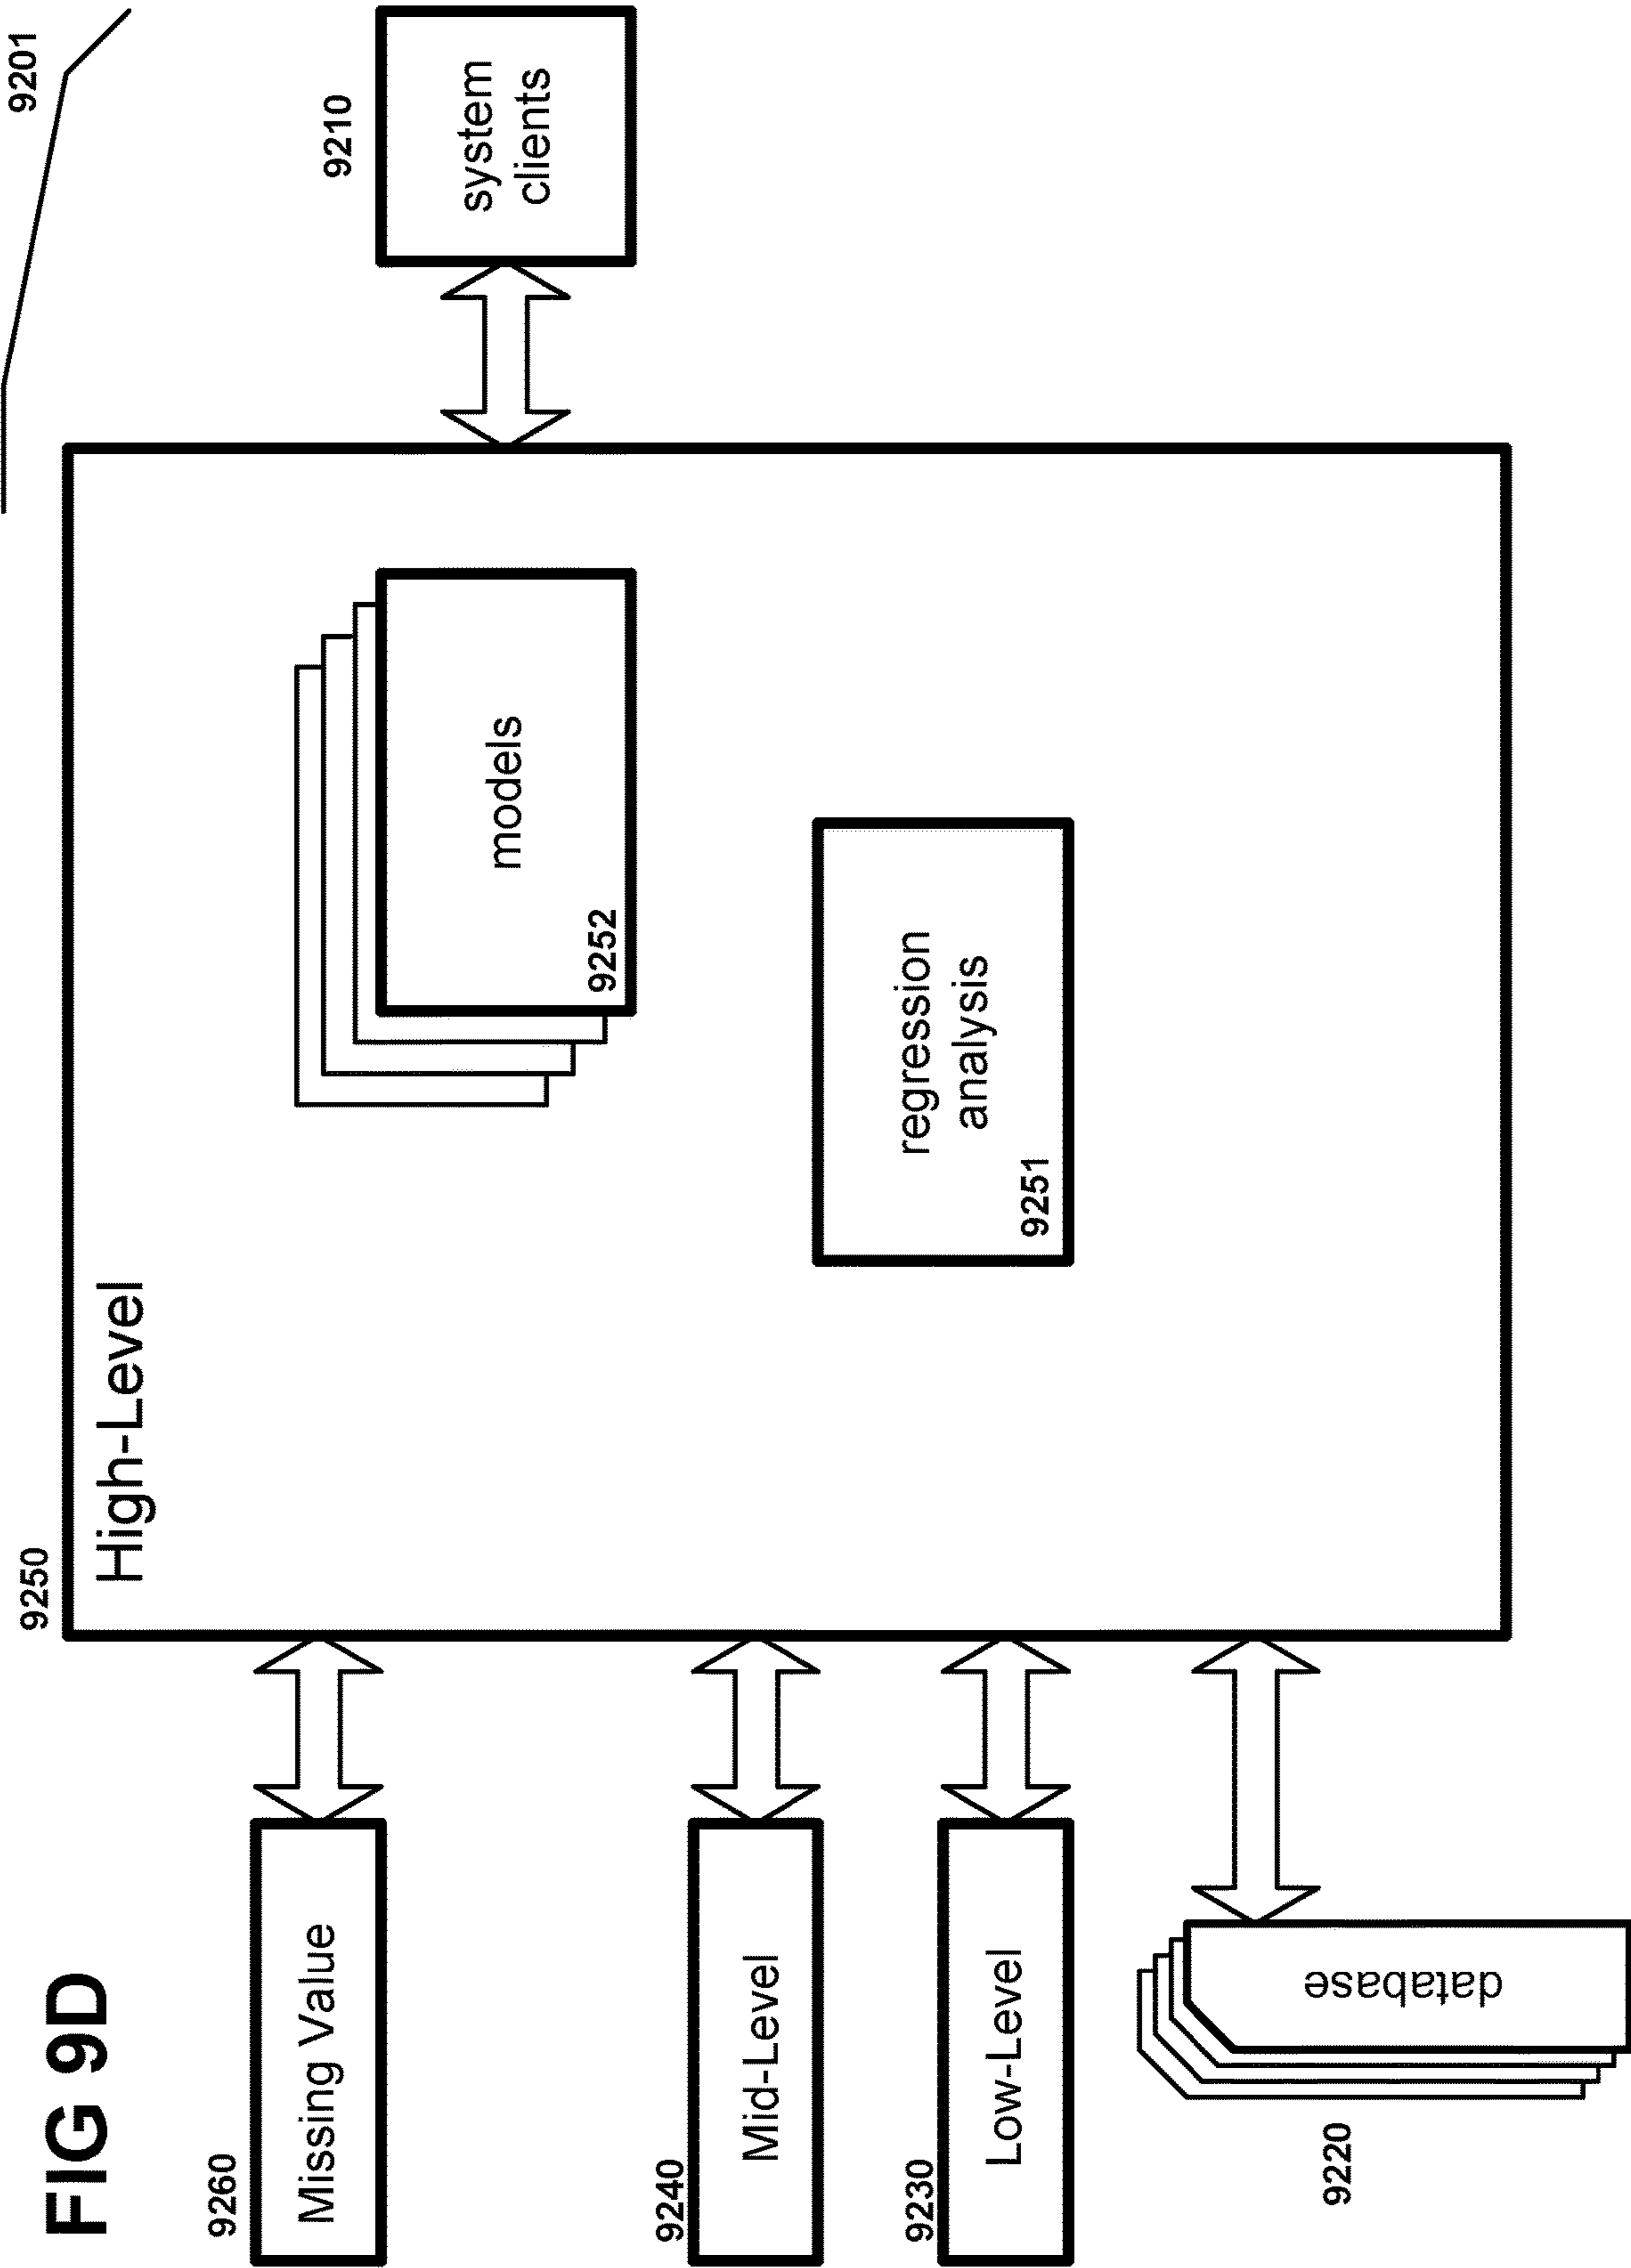 FIG 9D
9201
9250
High-Level
9260
Missing Value
9210
system
clients
models
9252
9240
Mid-Level
regression
analysis
9251
9230
Low-Level
database
9220